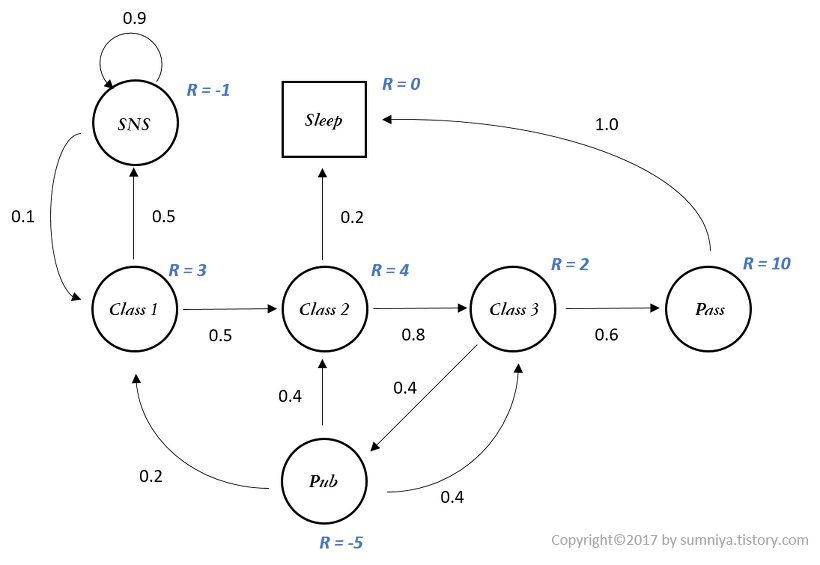 0.9
R = -1
SNS
R = 0
Sleep
1.0
0.1
0.5
0.2
R = 3
R = 4
R = 2
R = 10
Class 1
Class 2
Class 3
Pass
0.5
0.8
0.6
0.4
0.4
0.2
Pub
0.4
R = -5
Copyright©2017 by sumniya.tistory.com